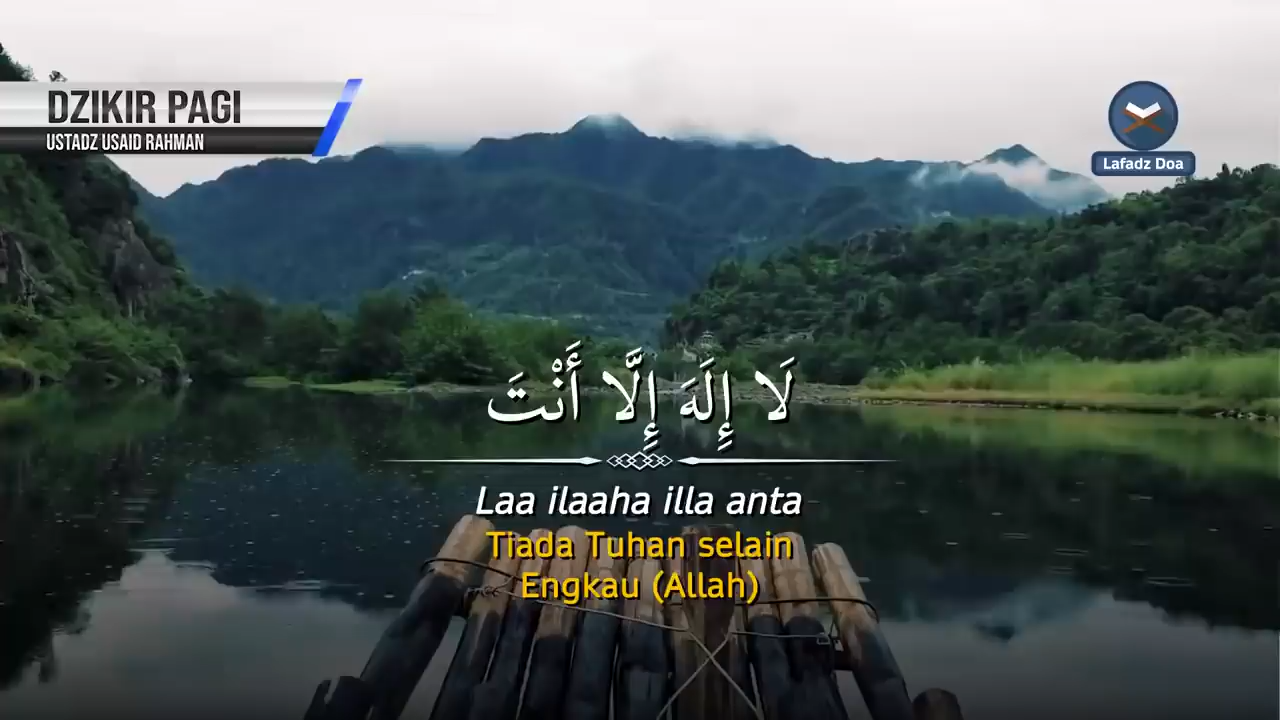 DZIKIR PAGI
USTADZ USAID RAHMAN
Lafadz Doa
لَا إِلَهَ إِلَّا أَنْتَ
Laa ilaaha illa anta
Tiada Tuhan selain
Engkau (Allah)